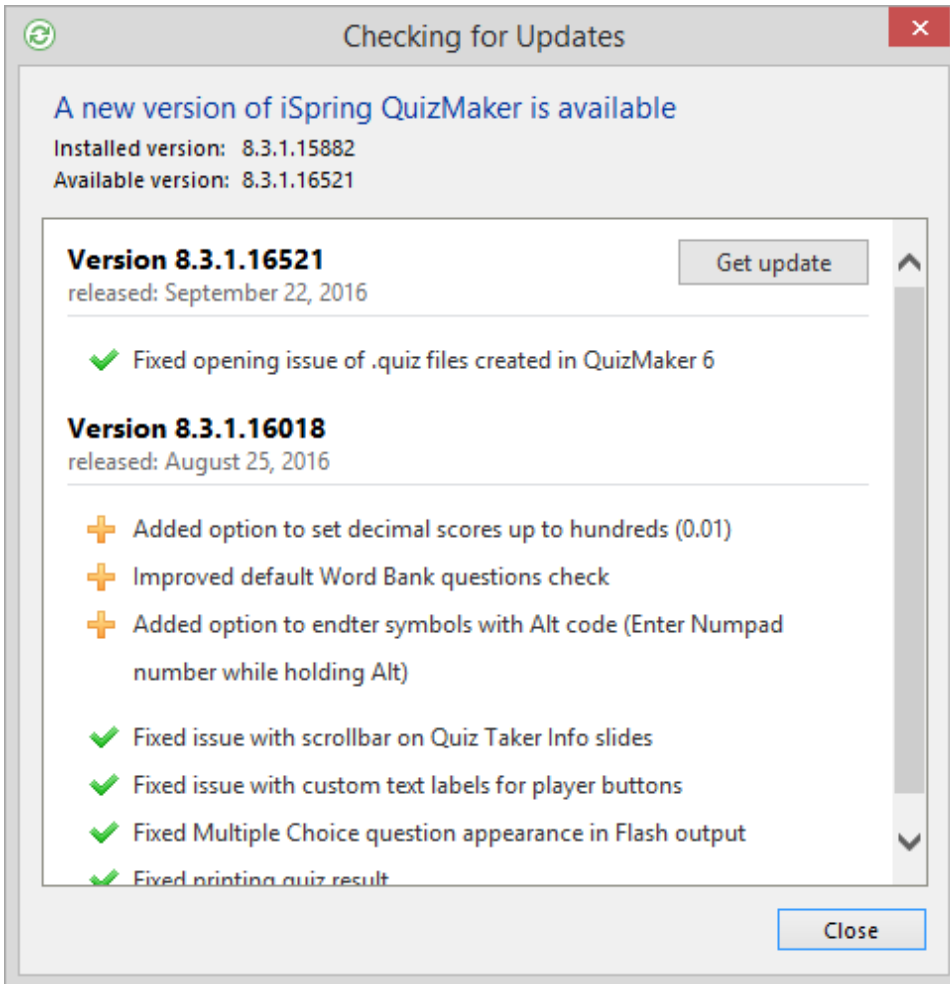 Checking for Updates
A new version of iSpring QuizMaker is available
Installed version: 8.3.1.15882
Available version: 8.3.1.16521
Version 8.3.1.16521
Get update
released: September 22, 2016
Fixed opening issue of .quiz files created in QuizMaker 6
Version 8.3.1.16018
released: August 25, 2016
Added option to set decimal scores up to hundreds (0.01)
Improved default Word Bank questions check
Added option to endter symbols with Alt code (Enter Numpad
number while holding Alt)
Fixed issue with scrollbar on Quiz Taker Info slides
Fixed issue with custom text labels for player buttons
Fixed Multiple Choice question appearance in Flash output
Fixed printing quiz result
Close